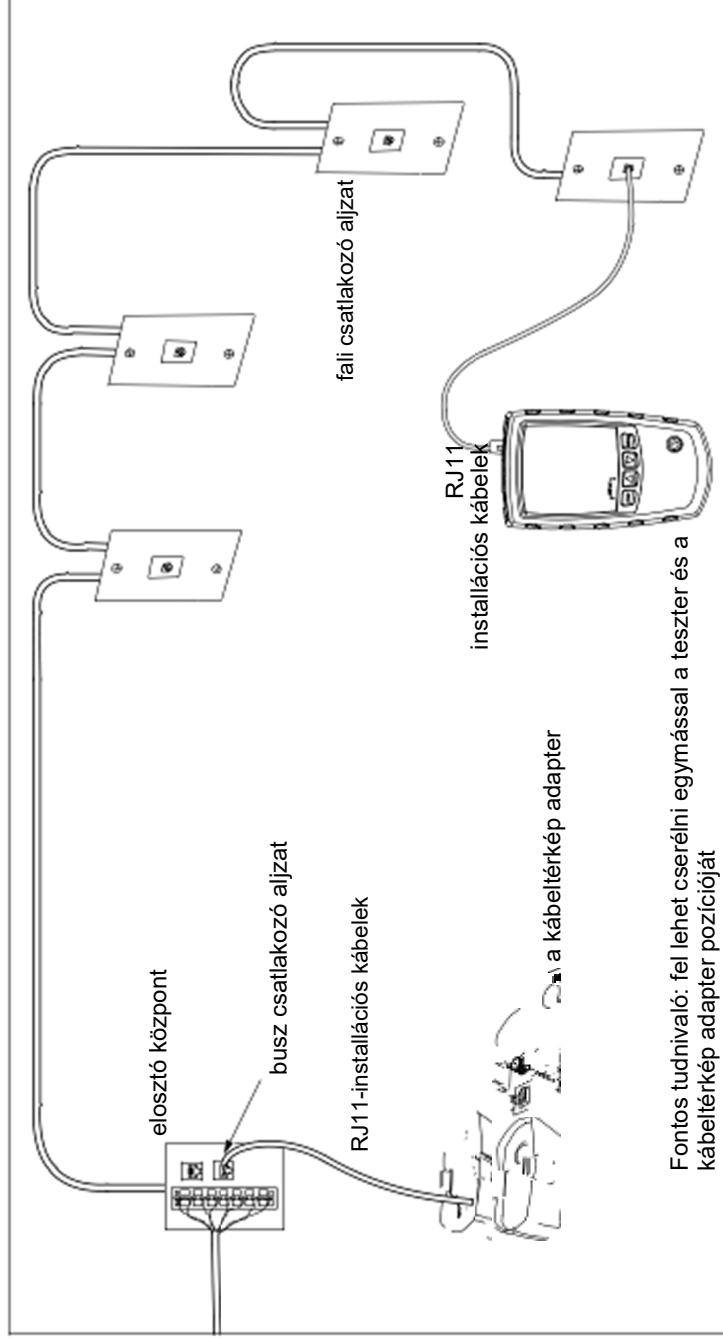 elosztó központ
busz csatlakozó aljzat
RJ11-installációs kábelek
fali csatlakozó aljzat
RJ11
installációs kábelek
a kábeltérkép adapter
Fontos tudnivaló: fel lehet cserélni egymással a teszter és a
kábeltérkép adapter pozícióját